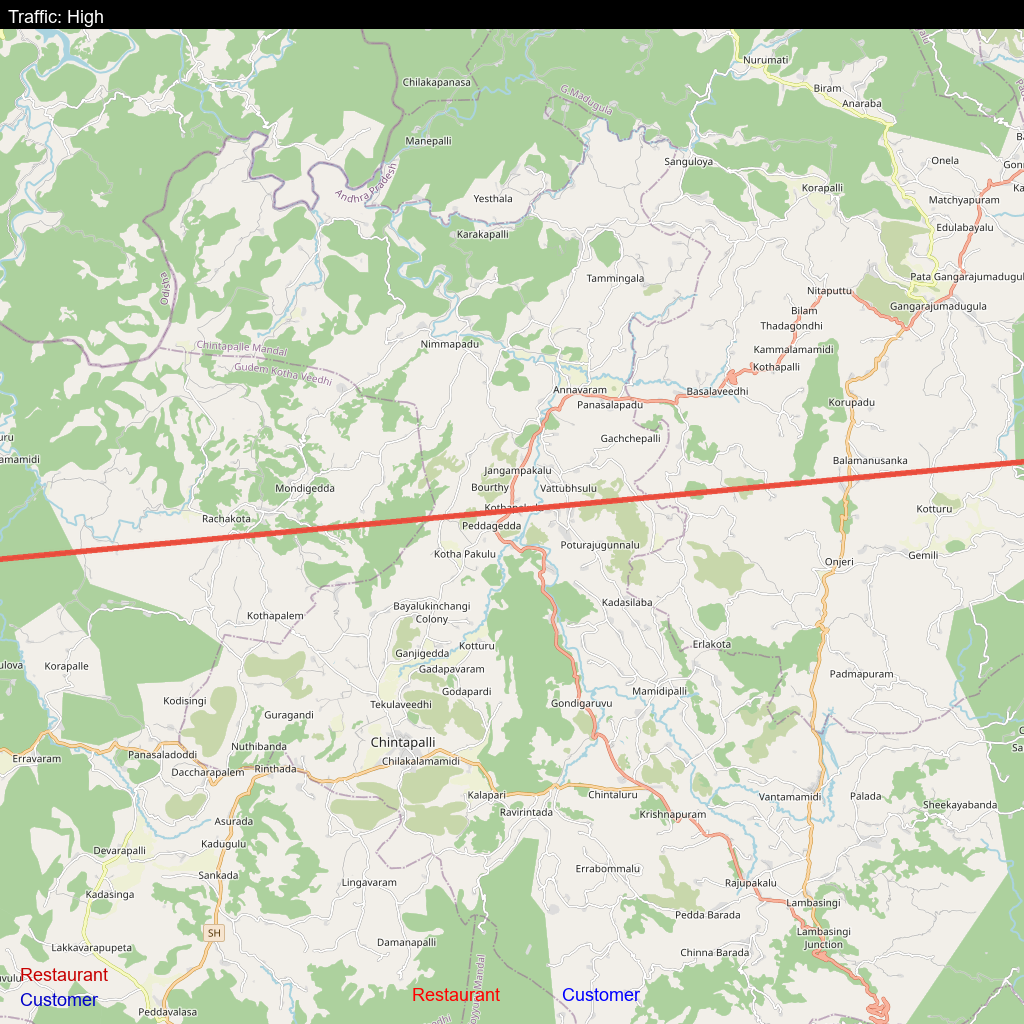 Traffic: High
Nurumati
Chilakapanasa
Biram
G.Madugula
Anaraba
Manepalli
Sanguloya
Onela
Andhra Pradesh
Korapalli
Yesthala
Matchyapuram
Edulabayalu
Karakapalli
Odisha
Tammingala
Pata Gangarajumadugul
Nitaputtu
Gangarajumadugula
Bilam
Thadagondhi
Nimmapadu
Chintapalle Mandal
Kammalamamidi
Gudem Kotha Veedhi
Kothapalli
Annavaram
Basalaveedhi
Panasalapadu
Korupadu
Gachchepalli
amamidi
Balamanusanka
Jangampakalu
Bourthy
Vattubhsulu
Mondigedda
Kotturu
Rachakota
Peddagedda
Poturajugunnalu
Kotha Pakulu
Gemili
Onjeri
Kadasilaba
Bayalukinchangi
Colony
Kothapalem
Erlakota
Kotturu
Ganjigedda
Korapalle
Gadapavaram
Padmapuram
Godapardi
Mamidipalli
Kodisingi
Tekulaveedhi
Gondigaruvu
Guragandi
Chintapalli
Nuthibanda
Panasaladoddi
Erravaram
Chilakalamamidi
Daccharapalem
Rinthada
Kalapari
Chintaluru
Vantamamidi
Palada
Sheekayabanda
Ravirintada
Krishnapuram
Asurada
Kadugulu
Devarapalli
Errabommalu
Sankada
Lingavaram
Rajupakalu
Kadasinga
Lambasingi
Pedda Barada
SH
Lambasingi
Junction
Damanapalli
Lakkavarapupeta
Chinna Barada
Restaurant
Customer
Restaurant
Customer
Peddavalasa